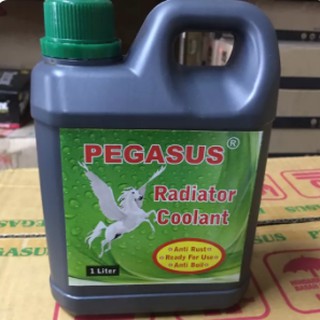 PEGASUS®
Radiator
Coolant
Anti Rust
Ready For Use
Anti Boil
1 Liter